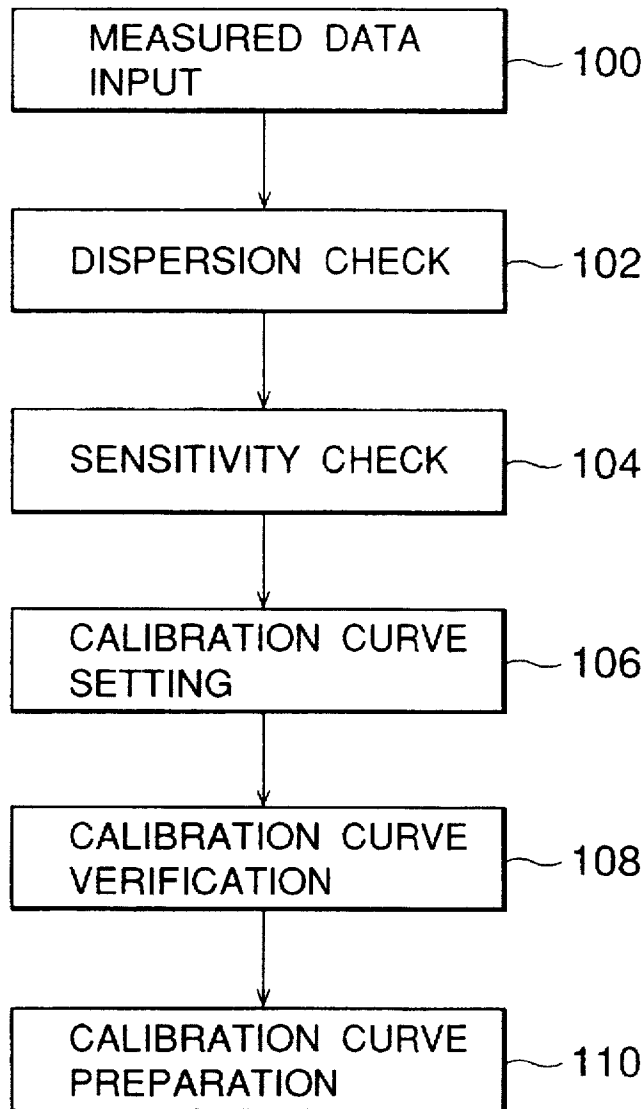 MEASURED DATA
INPUT
100
DISPERSION CHECK
102
SENSITIVITY CHECK
104
CALIBRATION CURVE
SETTING
106
CALIBRATION CURVE
VERIFICATION
108
CALIBRATION CURVE
PREPARATION
110